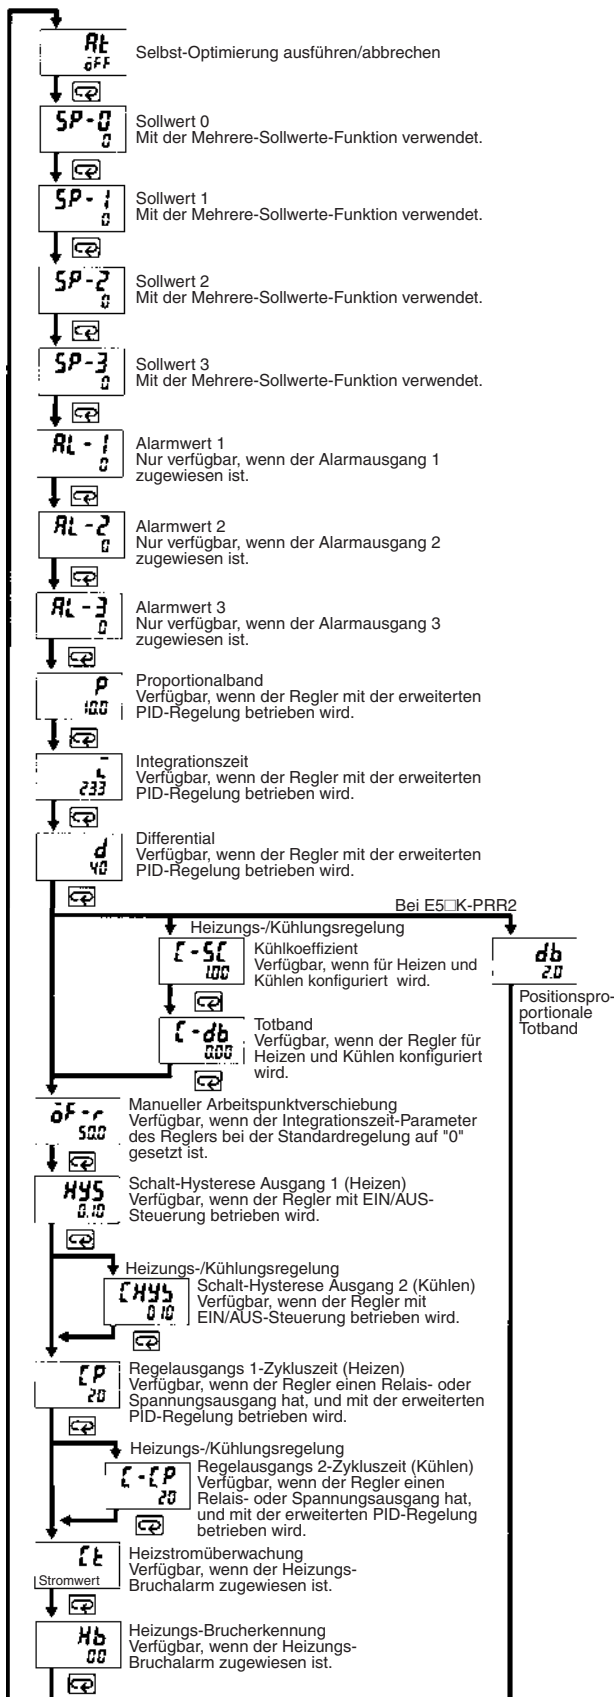 At
oFF
Selbst-Optimierung ausführen/abbrechen
SP-0
0
Sollwert 0
Mit der Mehrere-Sollwerte-Funktion verwendet.
SP-1
0
Sollwert 1
Mit der Mehrere-Sollwerte-Funktion verwendet.
SP-2
0
Sollwert 2
Mit der Mehrere-Sollwerte-Funktion verwendet.
SP-3
0
Sollwert 3
Mit der Mehrere-Sollwerte-Funktion verwendet.
AL-1
0
Alarmwert 1
Nur verfügbar, wenn der Alarmausgang 1
zugewiesen ist.
AL-2
0
Alarmwert 2
Nur verfügbar, wenn der Alarmausgang 2
zugewiesen ist.
AL-3
0
Alarmwert 3
Nur verfügbar, wenn der Alarmausgang 3
zugewiesen ist.
P
10.0
Proportionalband
Verfügbar, wenn der Regler mit der erweiterten
PID-Regelung betrieben wird.
i
233
Integrationszeit
Verfügbar, wenn der Regler mit der erweiterten
PID-Regelung betrieben wird.
d
40
Differential
Verfügbar, wenn der Regler mit der erweiterten
PID-Regelung betrieben wird.
Bei E5□K-PRR2
Heizungs-/Kühlungsregelung
C-SC
1.00
Kühlkoeffizient
Verfügbar, wenn für Heizen und
Kühlen konfiguriert wird.
db
2.0
Positionspro-
portionale
Totband
C-db
0.00
Totband
Verfügbar, wenn der Regler für
Heizen und Kühlen konfiguriert
wird.
oF-r
50.0
Manueller Arbeitspunktverschiebung
Verfügbar, wenn der Integrationszeit-Parameter
des Reglers bei der Standardregelung auf "0"
gesetzt ist.
HYS
0.10
Schalt-Hysterese Ausgang 1 (Heizen)
Verfügbar, wenn der Regler mit EIN/AUS-
Steuerung betrieben wird.
Heizungs-/Kühlungsregelung
CHYS
0.10
Schalt-Hysterese Ausgang 2 (Kühlen)
Verfügbar, wenn der Regler mit
EIN/AUS-Steuerung betrieben wird.
CP
20
Regelausgangs 1-Zykluszeit (Heizen)
Verfügbar, wenn der Regler einen Relais- oder
Spannungsausgang hat, und mit der erweiterten
PID-Regelung betrieben wird.
Heizungs-/Kühlungsregelung
C-CP
20
Regelausgangs 2-Zykluszeit (Kühlen)
Verfügbar, wenn der Regler einen
Relais- oder Spannungsausgang hat,
und mit der erweiterten PID-Regelung
betrieben wird.
Ct
Stromwert
Heizstromüberwachung
Verfügbar, wenn der Heizungs-
Bruchalarm zugewiesen ist.
Hb
0.0
Heizungs-Brucherkennung
Verfügbar, wenn der Heizungs-
Bruchalarm zugewiesen ist.